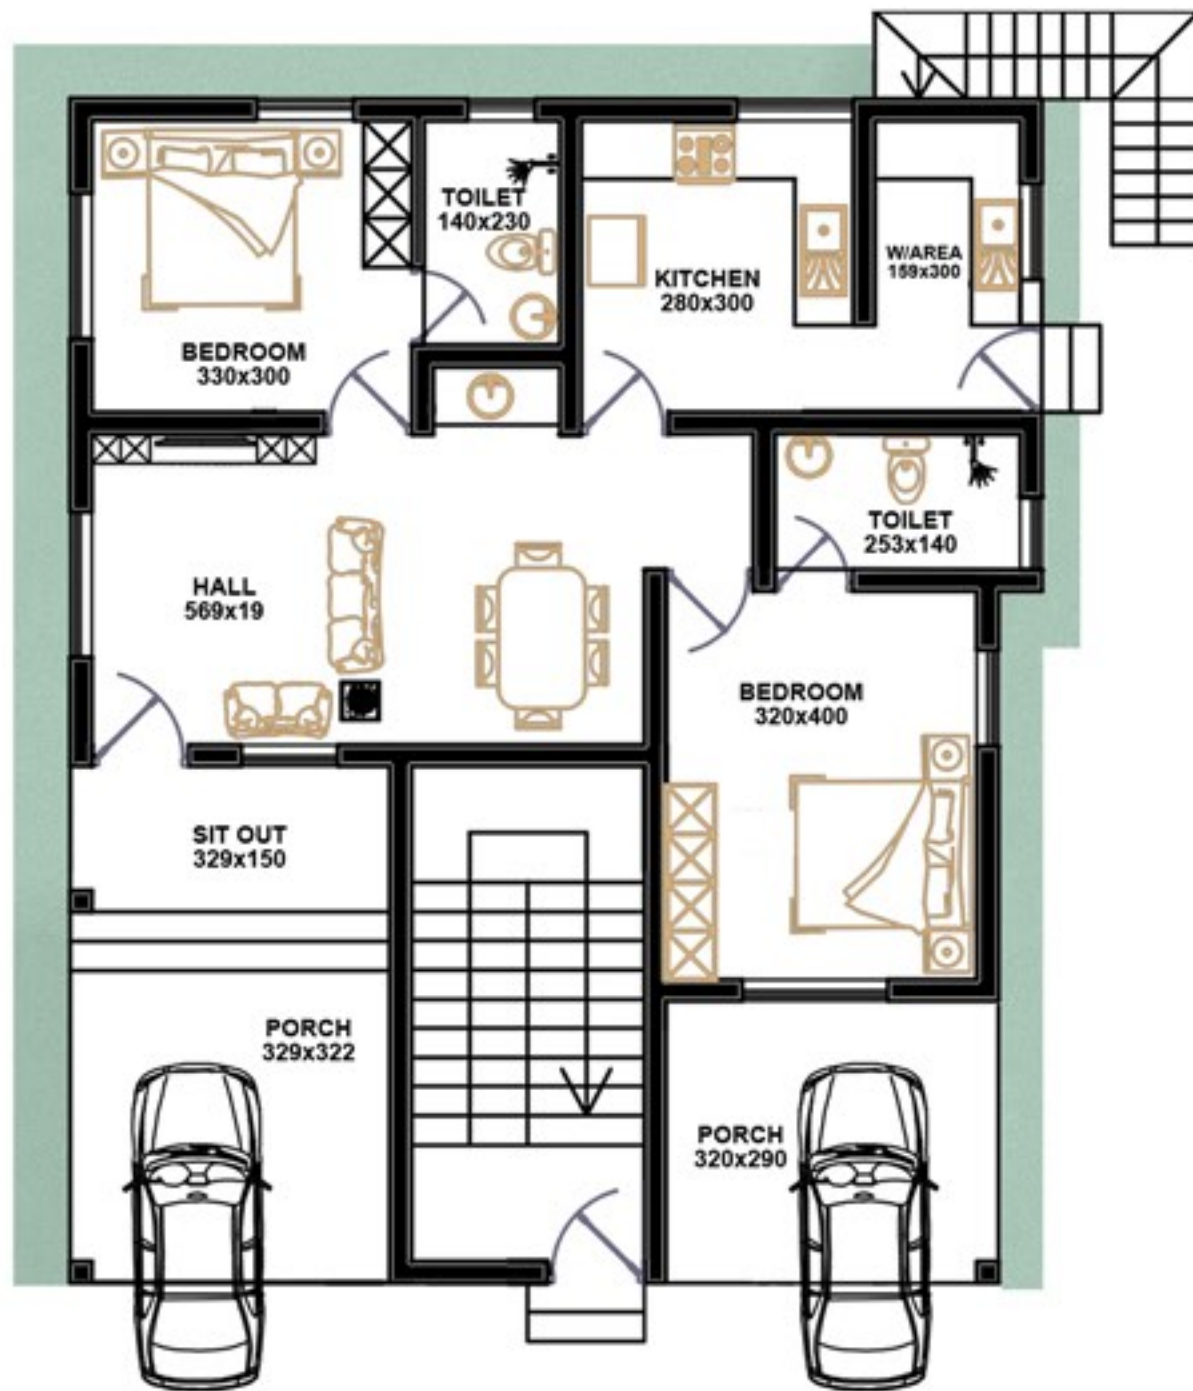 TOILET
140x230
W/AREA
159x300
KITCHEN
280x300
BEDROOM
330x300
TOILET
253x140
HALL
569x19
BEDROOM
320x400
SIT OUT
329x150
PORCH
329x322
PORCH
320x290